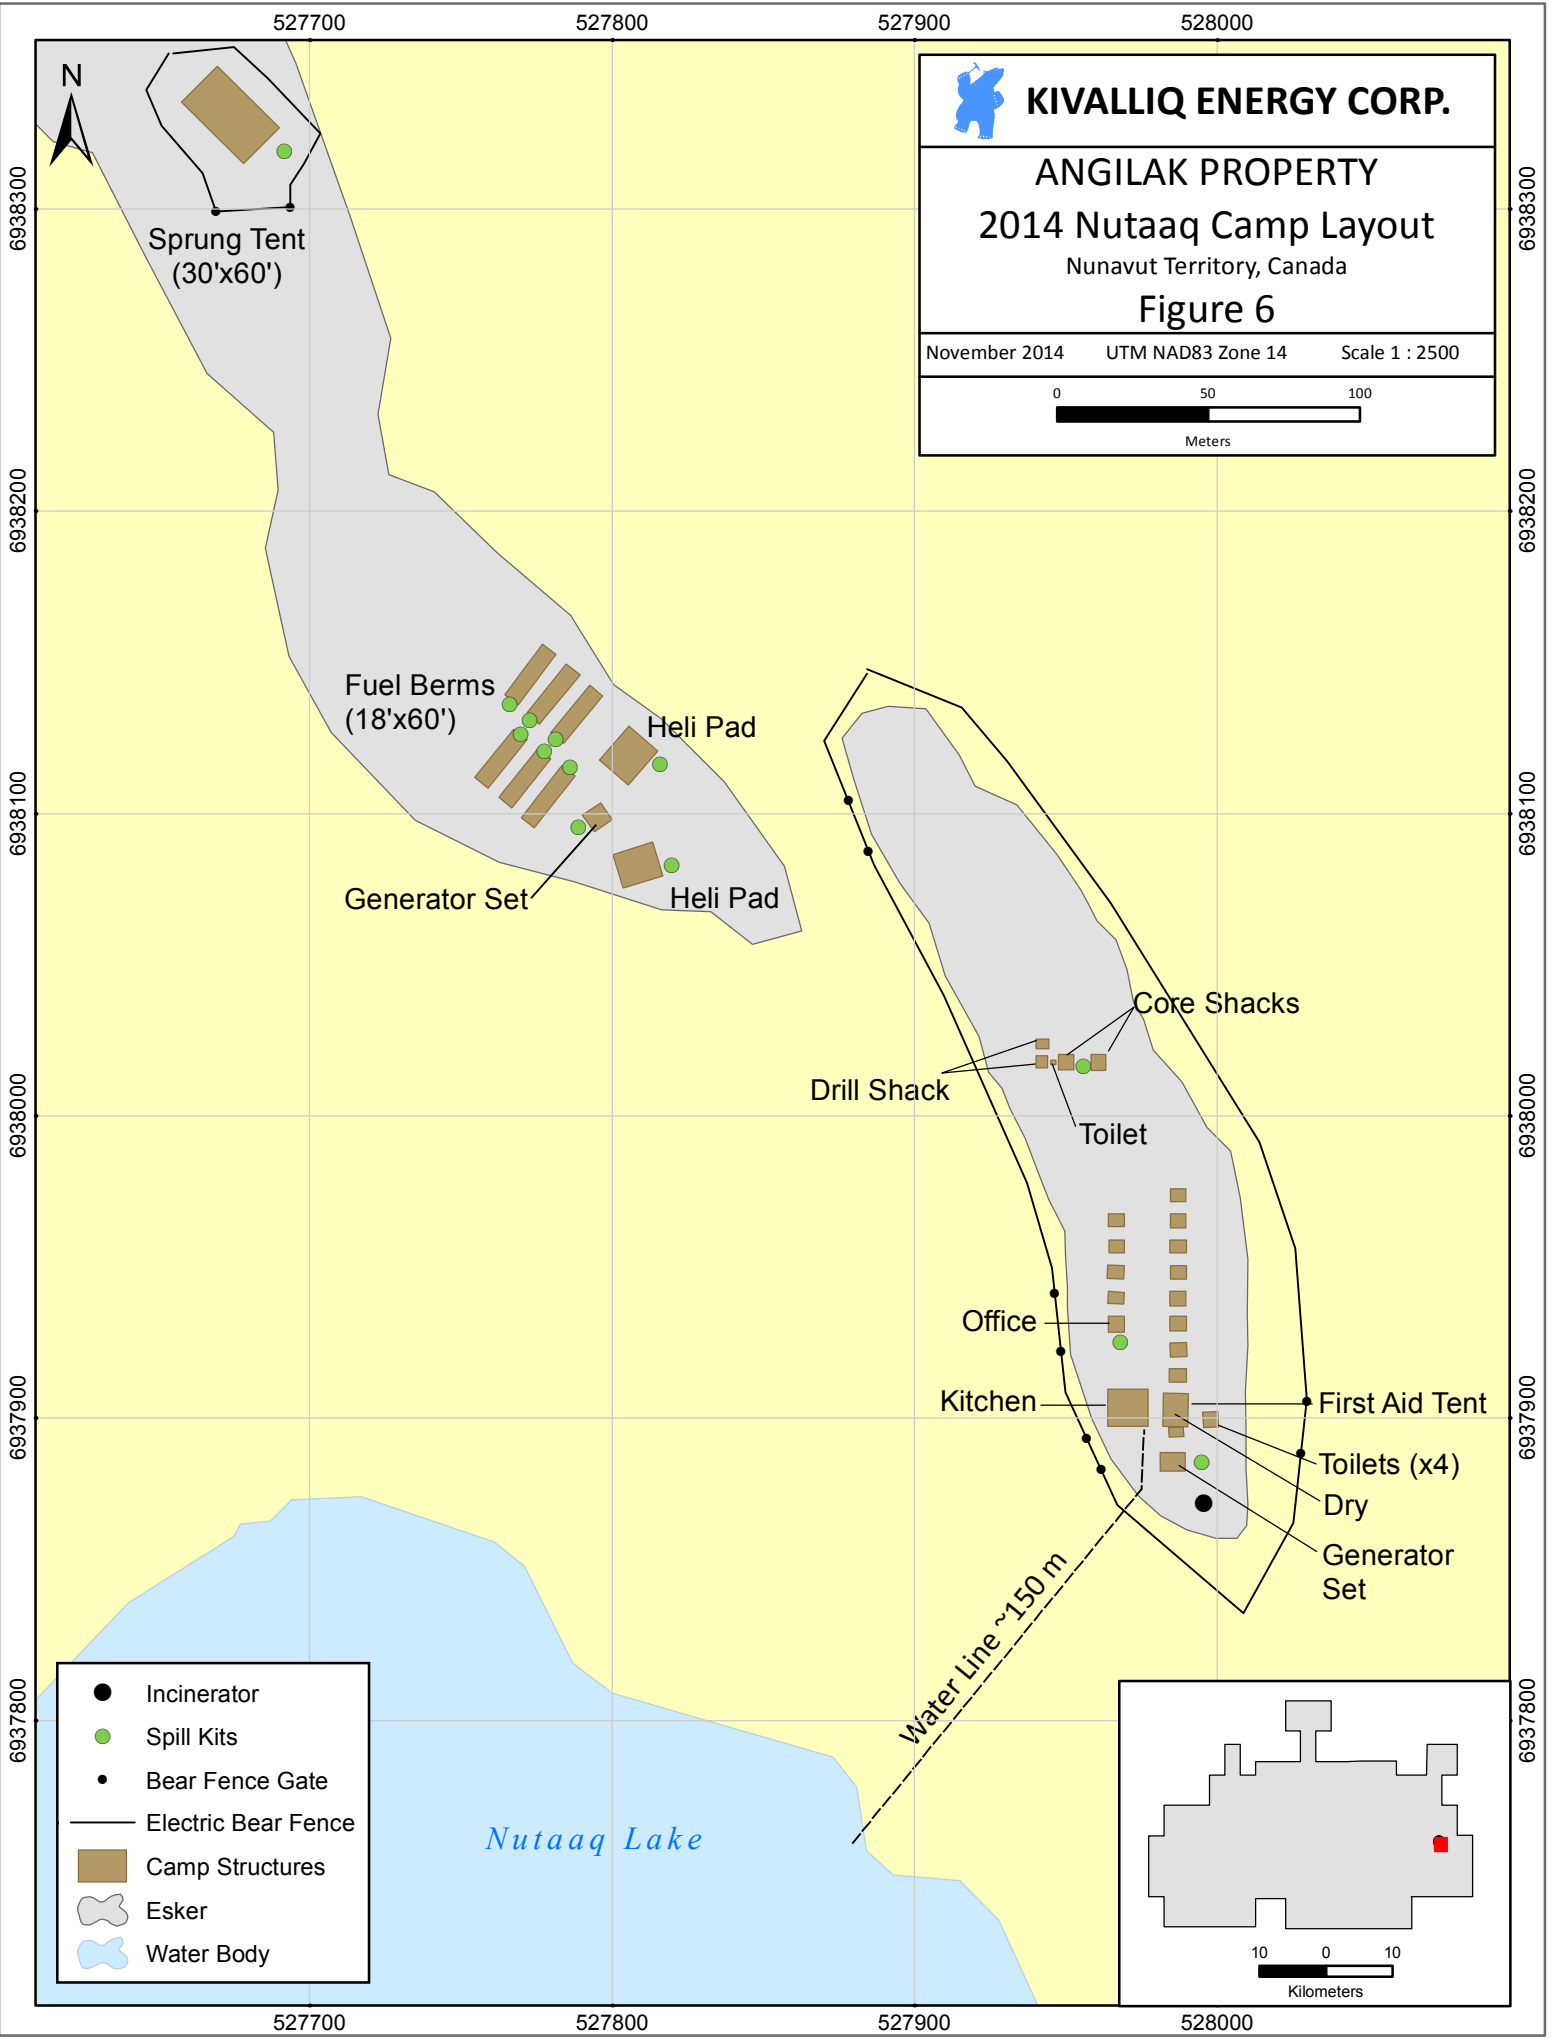 527700
527800
527900
528000
N
KIVALLIQ ENERGY CORP.
ANGILAK PROPERTY
2014 Nutaaq Camp Layout
Nunavut Territory, Canada
Figure 6
November 2014 UTM NAD83 Zone 14 Scale 1 : 2500
0 50 100
Meters
6938300
6938300
Sprung Tent
(30'x60')
6938200
6938200
Fuel Berms
(18'x60')
Heli Pad
6938100
6938100
Generator Set
Heli Pad
Core Shacks
Drill Shack
Toilet
6938000
6938000
Office
Kitchen
First Aid Tent
6937900
6937900
Toilets (x4)
Dry
Generator
Set
Water Line ~150 m
6937800
6937800
Incinerator
Spill Kits
Bear Fence Gate
Electric Bear Fence
Camp Structures
Esker
Water Body
Nutaaq Lake
10 0 10
Kilometers
527700
527800
527900
528000